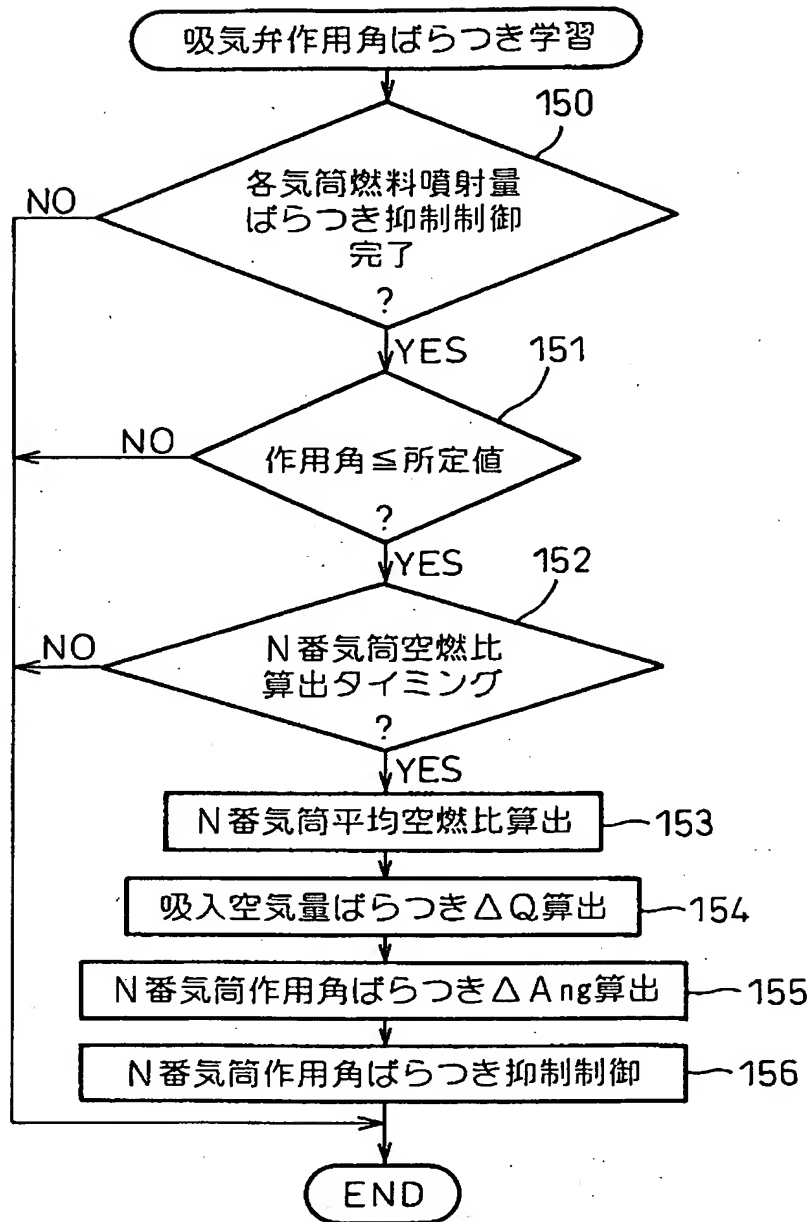 吸気弁作用角ばらつき学習
150
各気筒燃料噴射量
ばらつき抑制制御
完了
?
NO
YES
151
作用角≦所定値
?
NO
YES
152
N番気筒空燃比
算出タイミング
?
NO
YES
N番気筒平均空燃比算出
153
吸入空気量ばらつき△Q算出
154
N番気筒作用角ばらつき△Ang算出
155
N番気筒作用角ばらつき抑制制御
156
END